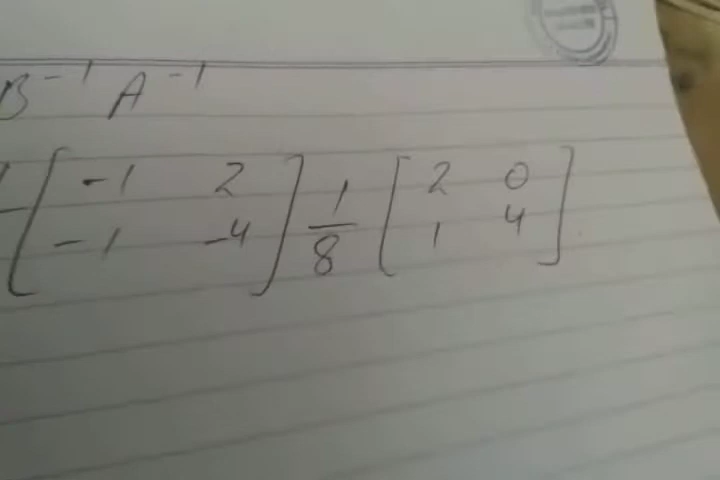 B⁻¹ A⁻¹
[ -1 2 ] 1/8 [ 2 0 ]
[ -1 -4 ] [ 1 4 ]